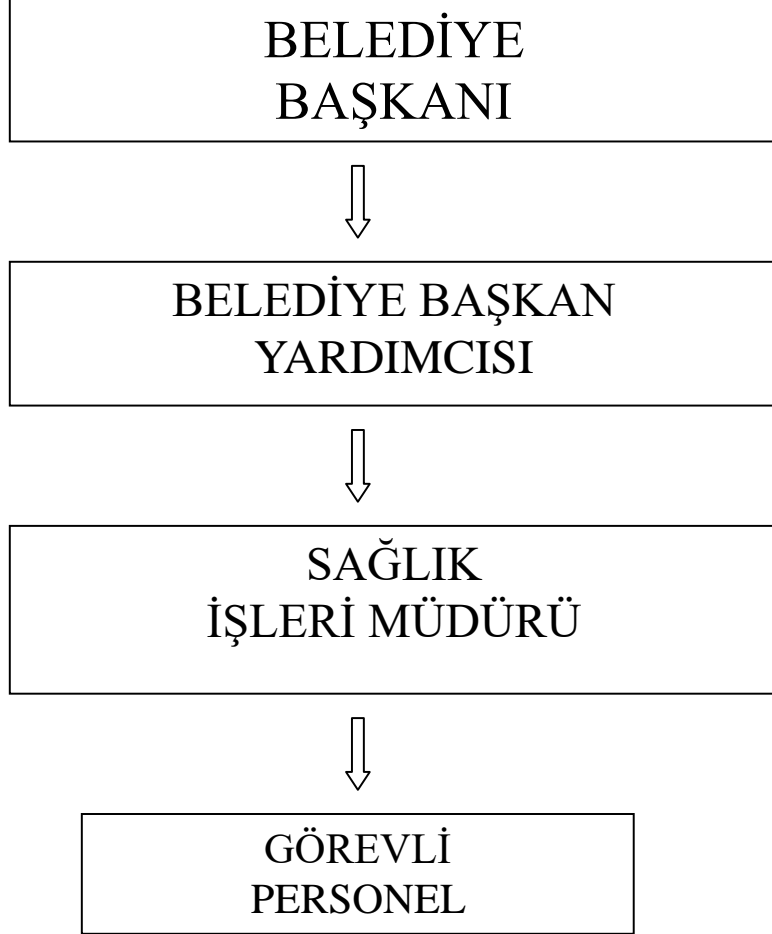 BELEDİYE
BAŞKANI
BELEDİYE BAŞKAN
YARDIMCISI
SAĞLIK
İŞLERİ MÜDÜRÜ
GÖREVLİ
PERSONEL